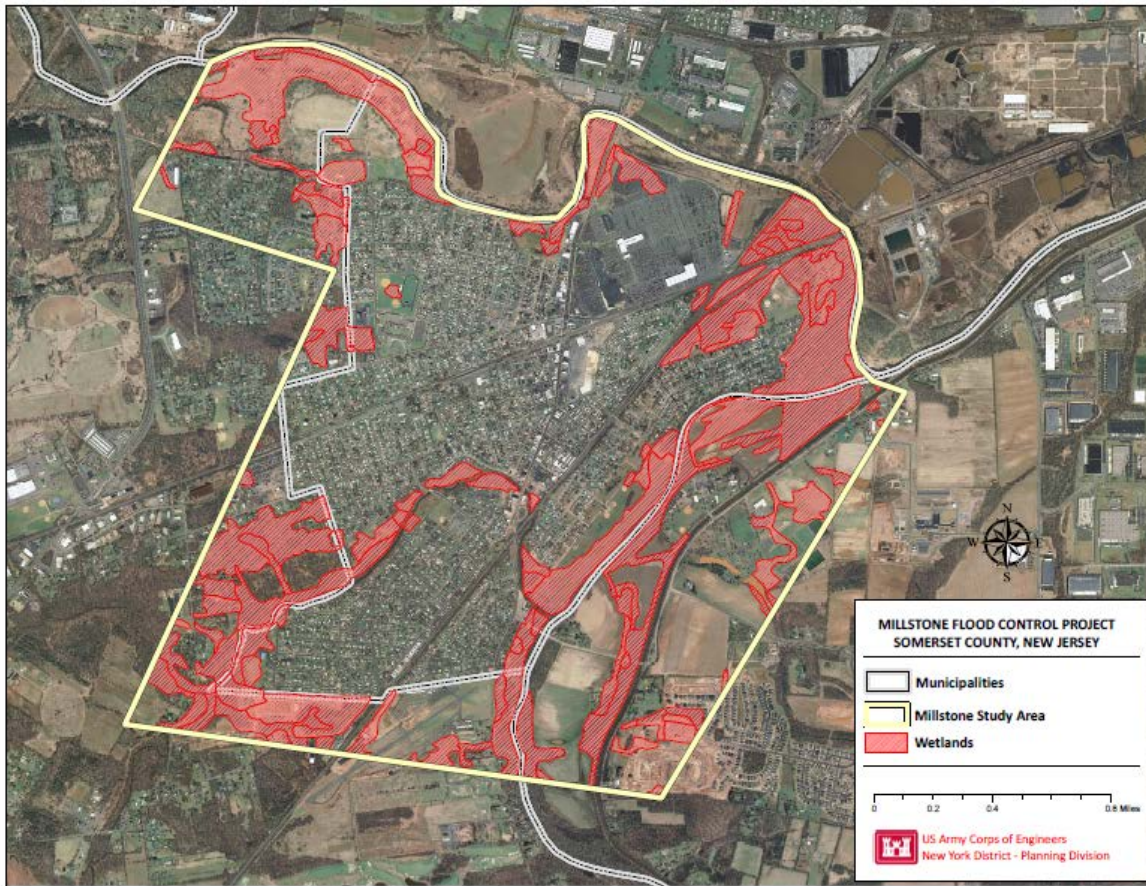 N
W E
S
MILLSTONE FLOOD CONTROL PROJECT
SOMERSET COUNTY, NEW JERSEY
Municipalities
Millstone Study Area
Wetlands
0 0.2 0.4 0.8 Miles
US Army Corps of Engineers
New York District - Planning Division